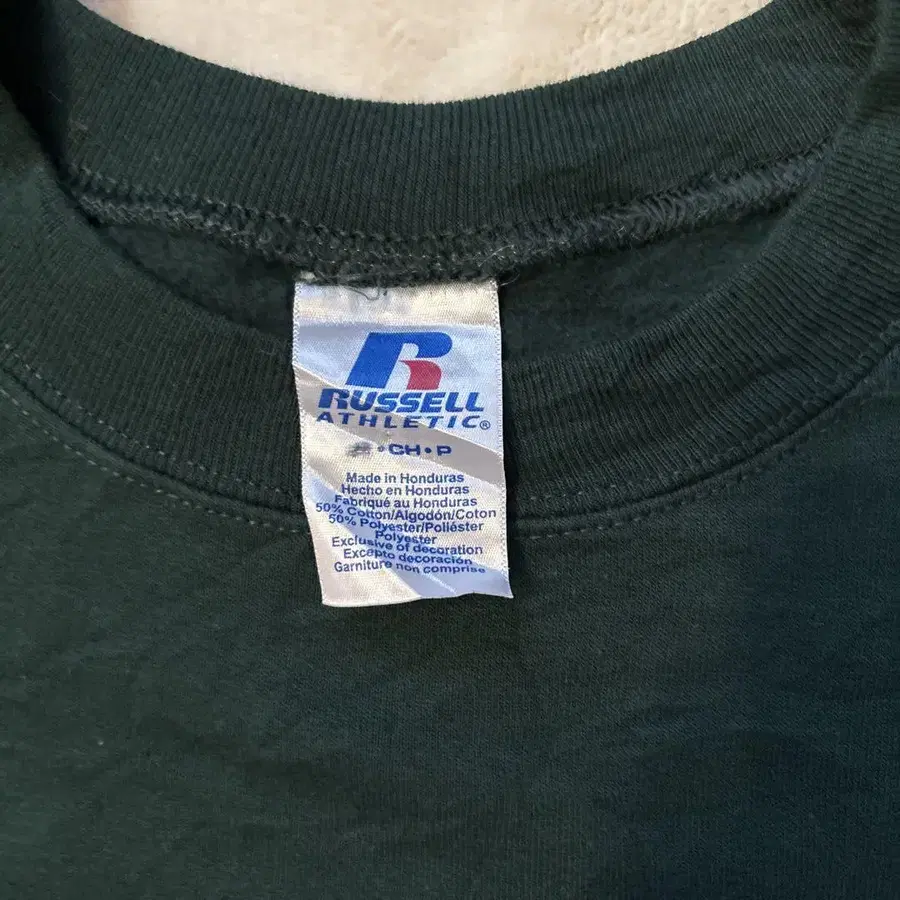 RUSSELL
ATHLETIC®
CH • P
Made in Honduras
Hecho en Honduras
Fabriqué au Honduras
50% Cotton/Algodón/Coton
50% Polyester/Poliéster
Polyester
Exclusive of decoration
Excepto decoración
Garniture non comprise